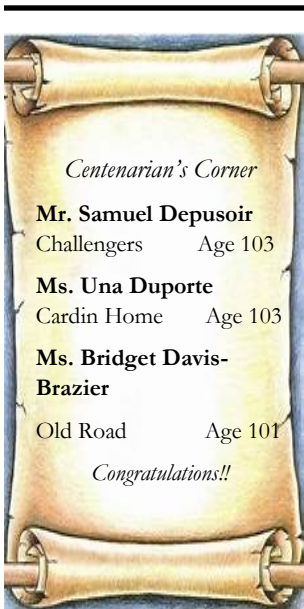 Centenarian's Corner
Mr. Samuel Depusoir
Challengers Age 103
Ms. Una Duporte
Cardin Home Age 103
Ms. Bridget Davis-
Brazier
Old Road Age 101
Congratulations!!